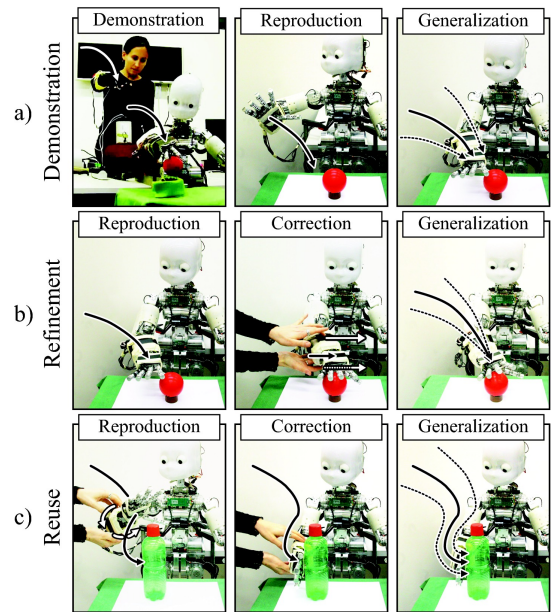 Demonstration
Reproduction
Generalization
a)
Demonstration
Reproduction
Correction
Generalization
b)
Refinement
Reproduction
Correction
Generalization
c)
Reuse